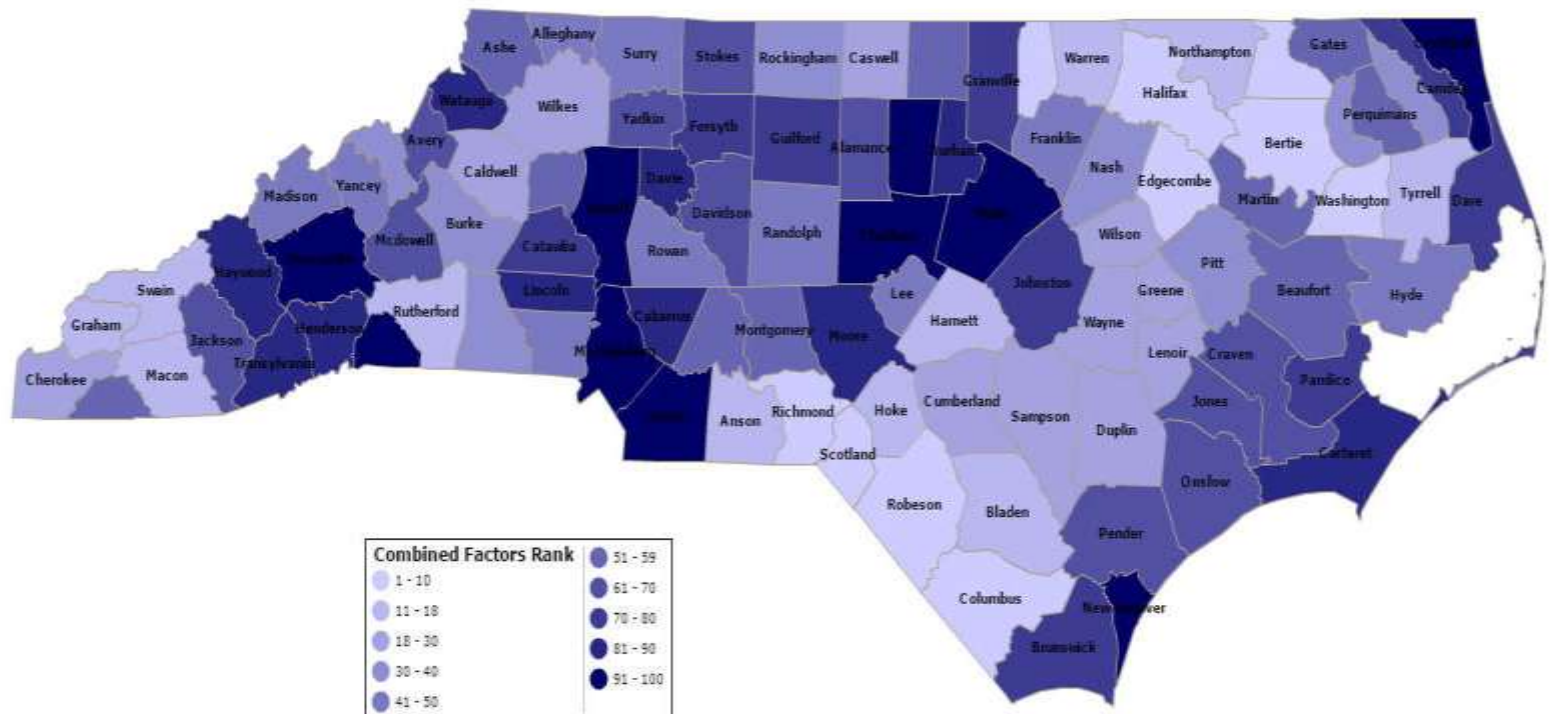 Ashe
Alleghany
Surry
Stokes
Rockingham
Caswell
Granville
Warren
Northampton
Gates
Camden
Halifax
Watauga
Wilkes
Yadkin
Forsyth
Guilford
Alamance
Durham
Franklin
Nash
Edgecombe
Bertie
Perquimans
Avery
Caldwell
Davie
Madison
Yancey
Burke
Mcdowell
Catawba
Rowan
Davidson
Randolph
Chatham
Wake
Wilson
Martin
Washington
Tyrrell
Dare
Haywood
Swain
Graham
Jackson
Henderson
Transylvania
Rutherford
Lincoln
Cabarrus
Montgomery
Moore
Lee
Harnett
Johnston
Greene
Pitt
Beaufort
Hyde
Wayne
Lenoir
Craven
Pamlico
Cherokee
Macon
Anson
Richmond
Hoke
Cumberland
Sampson
Duplin
Jones
Scotland
Robeson
Bladen
Onslow
Carteret
Pender
Columbus
New Hanover
Brunswick
Combined Factors Rank
1 - 10
11 - 18
18 - 30
30 - 40
41 - 50
51 - 59
61 - 70
70 - 80
81 - 90
91 - 100